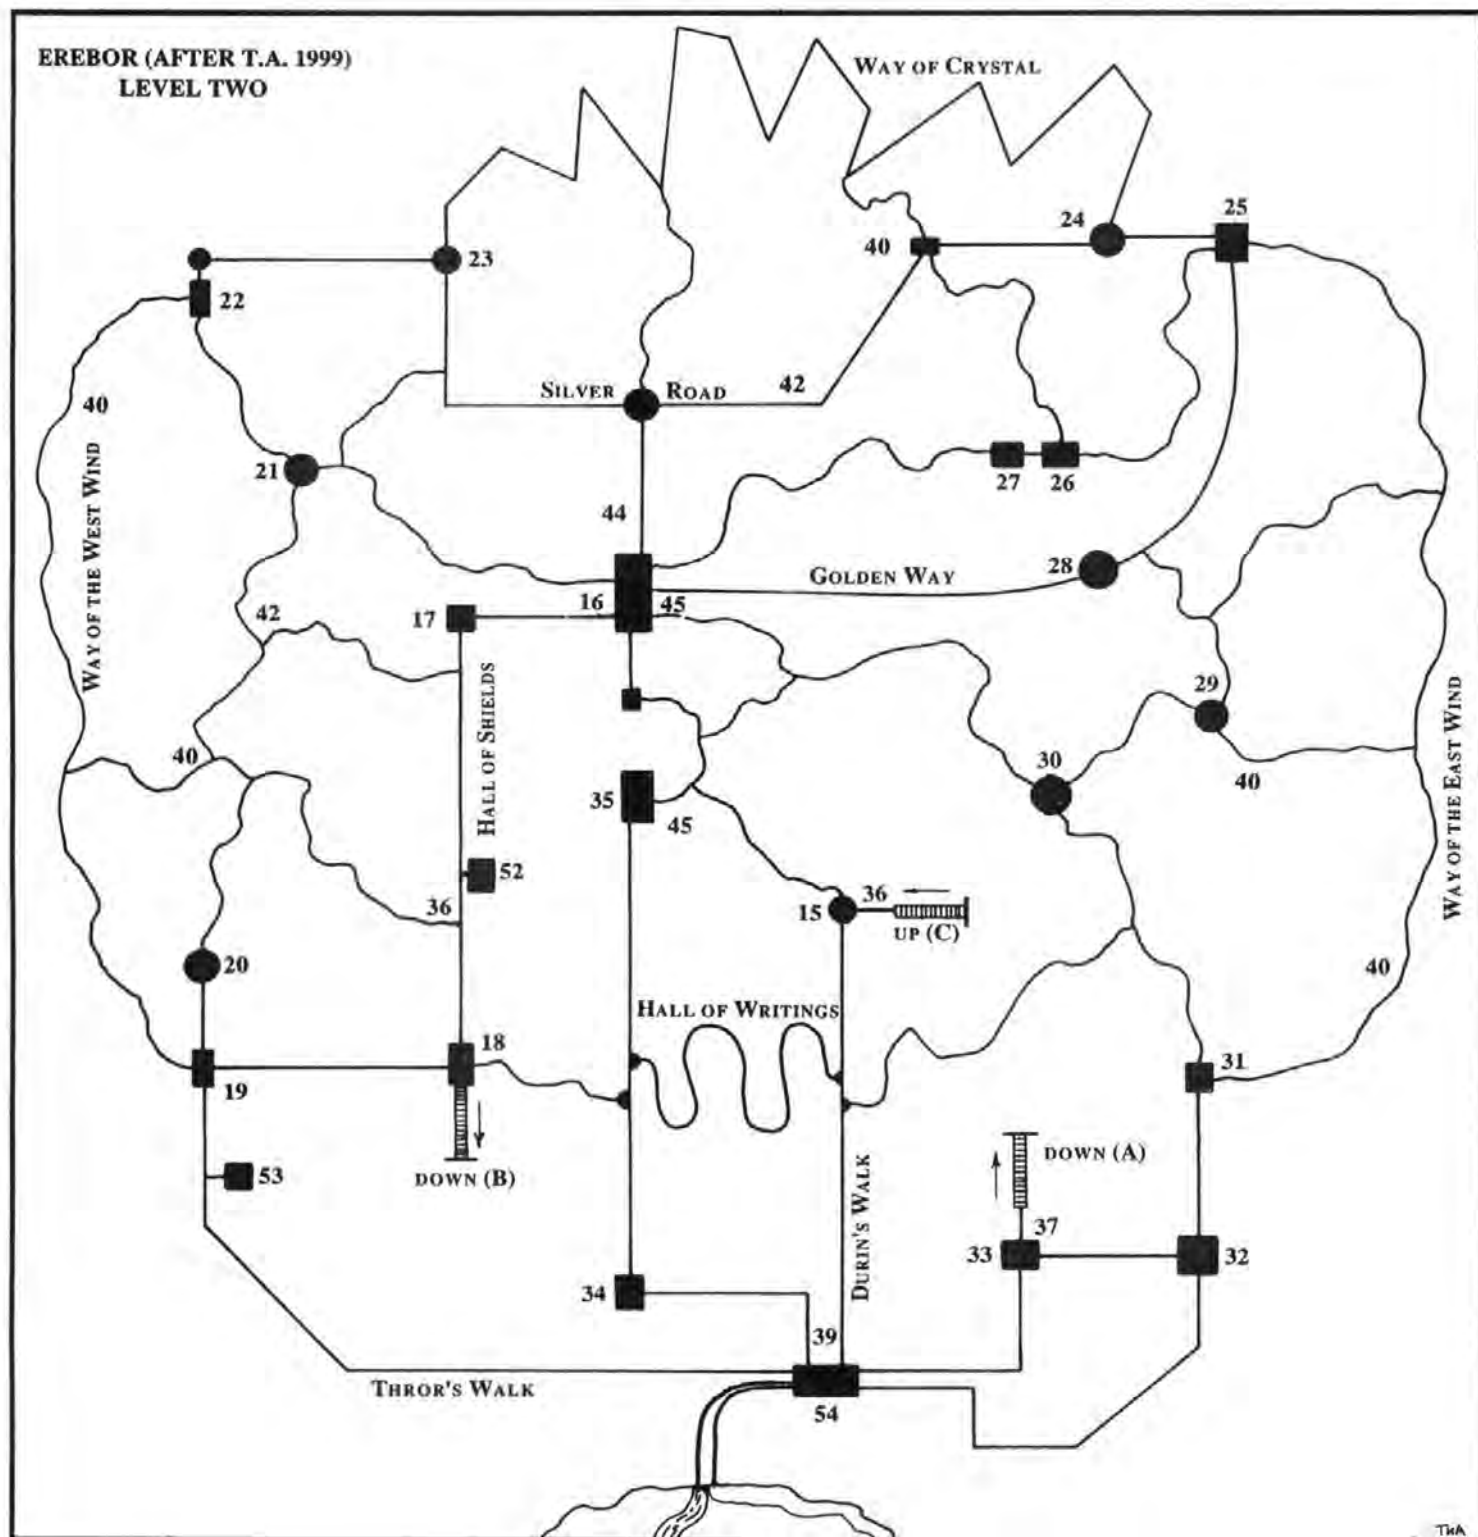 EREBOR (AFTER T.A. 1999)
LEVEL TWO
WAY OF CRYSTAL
25
24
40
23
22
SILVER ROAD
42
40
21
27
26
WAY OF THE WEST WIND
44
28
GOLDEN WAY
16
45
42
17
HALL OF SHIELDS
29
WAY OF THE EAST WIND
40
30
40
35
45
52
36
36
15
UP (C)
20
40
HALL OF WRITINGS
18
31
19
53
DOWN (B)
DOWN (A)
DURIN'S WALK
37
33
32
34
39
THROR'S WALK
54
THA